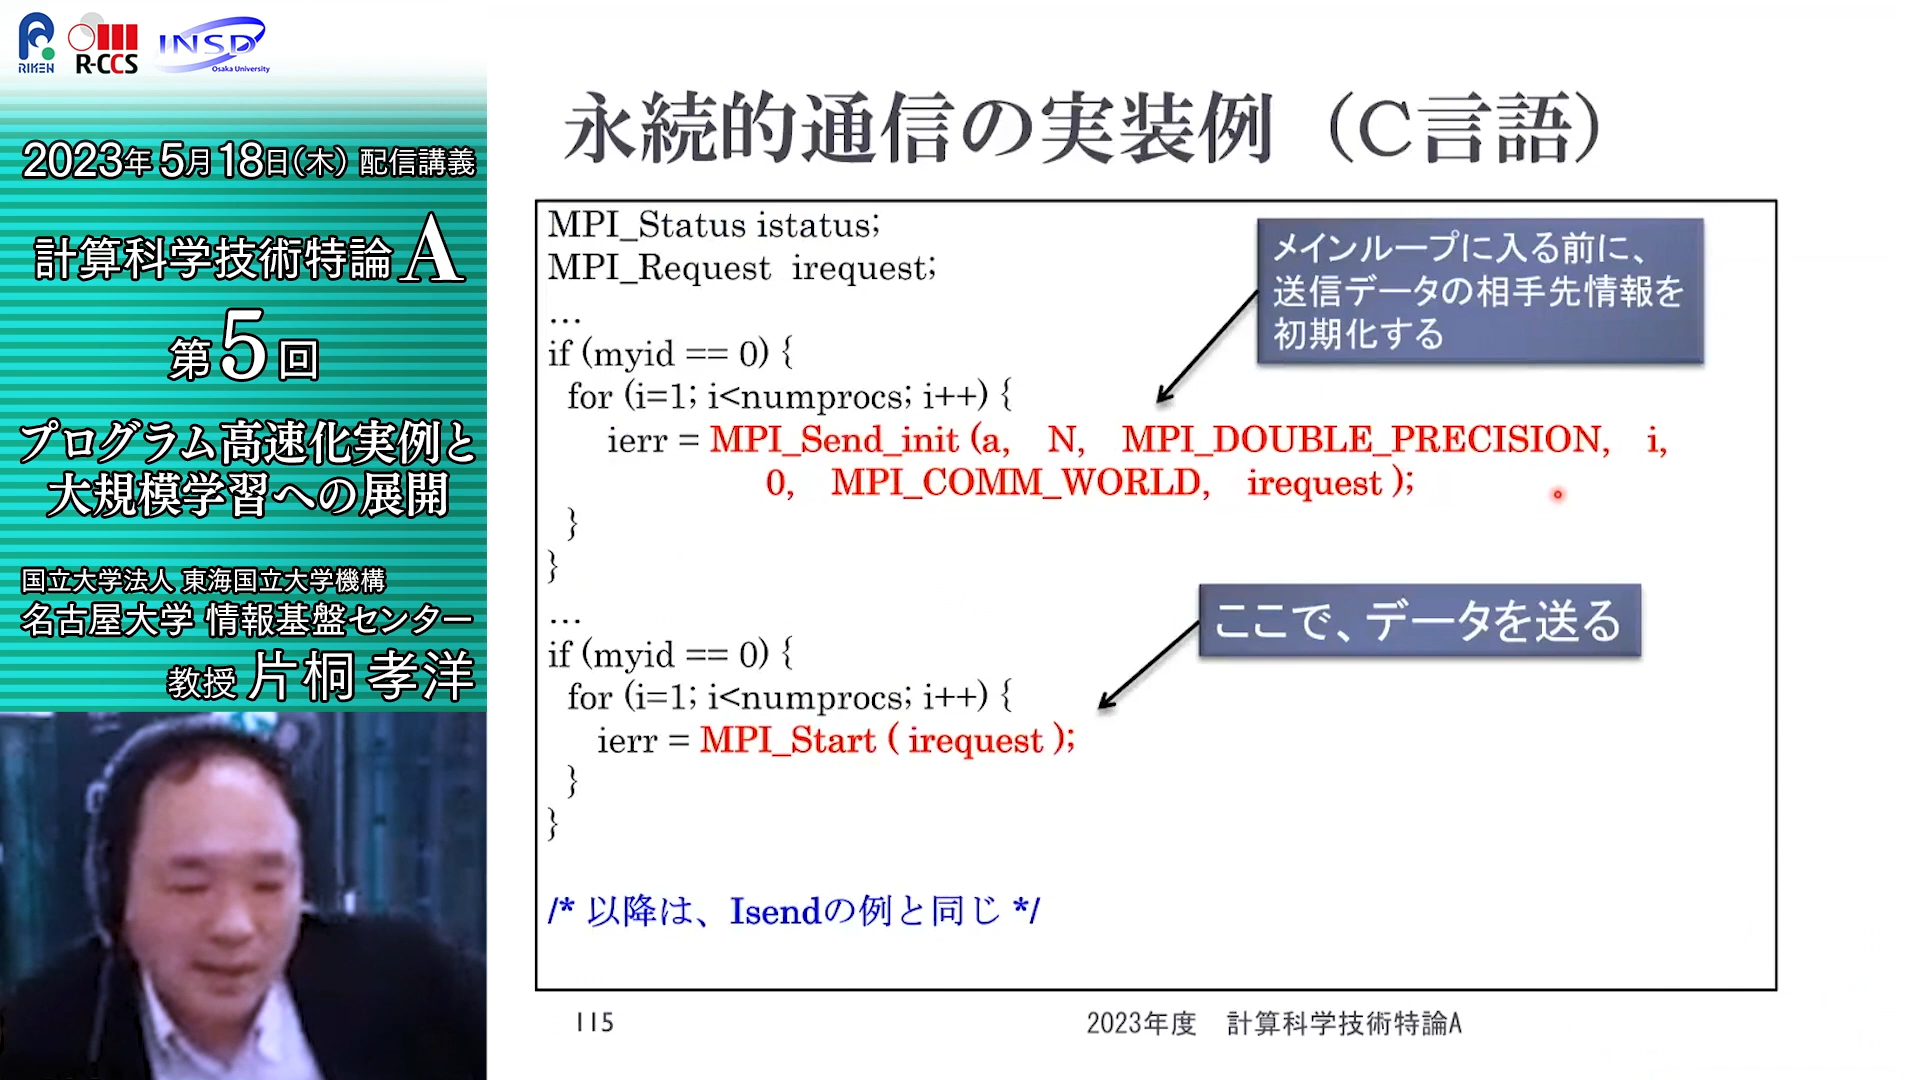 RIKEN
R-CCS
INSD
Osaka University
2023年5月18日(木) 配信講義
計算科学技術特論A
第5回
プログラム高速化実例と
大規模学習への展開
国立大学法人 東海国立大学機構
名古屋大学 情報基盤センター
教授 片桐 孝洋
永続的通信の実装例（C言語）
MPI_Status istatus;
MPI_Request irequest;
…
if (myid == 0) {
for (i=1; i<numprocs; i++) {
ierr = MPI_Send_init (a, N, MPI_DOUBLE_PRECISION, i,
0, MPI_COMM_WORLD, irequest );
}
}
…
if (myid == 0) {
for (i=1; i<numprocs; i++) {
ierr = MPI_Start ( irequest );
}
}
/* 以降は、Isendの例と同じ */
メインループに入る前に、
送信データの相手先情報を
初期化する
ここで、データを送る
115
2023年度 計算科学技術特論A